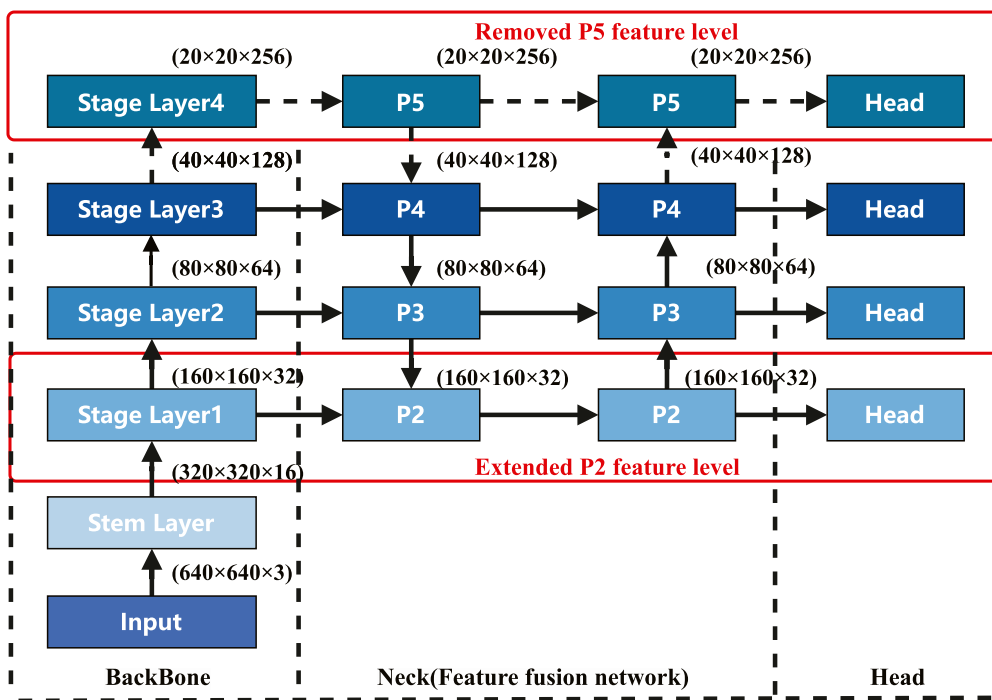 Removed P5 feature level
(20×20×256) (20×20×256) (20×20×256)
Stage Layer4 P5 P5 Head
(40×40×128) (40×40×128) (40×40×128)
Stage Layer3 P4 P4 Head
(80×80×64) (80×80×64) (80×80×64)
Stage Layer2 P3 P3 Head
(160×160×32) (160×160×32) (160×160×32)
Stage Layer1 P2 P2 Head
Extended P2 feature level
(320×320×16)
Stem Layer
(640×640×3)
Input
BackBone Neck(Feature fusion network) Head